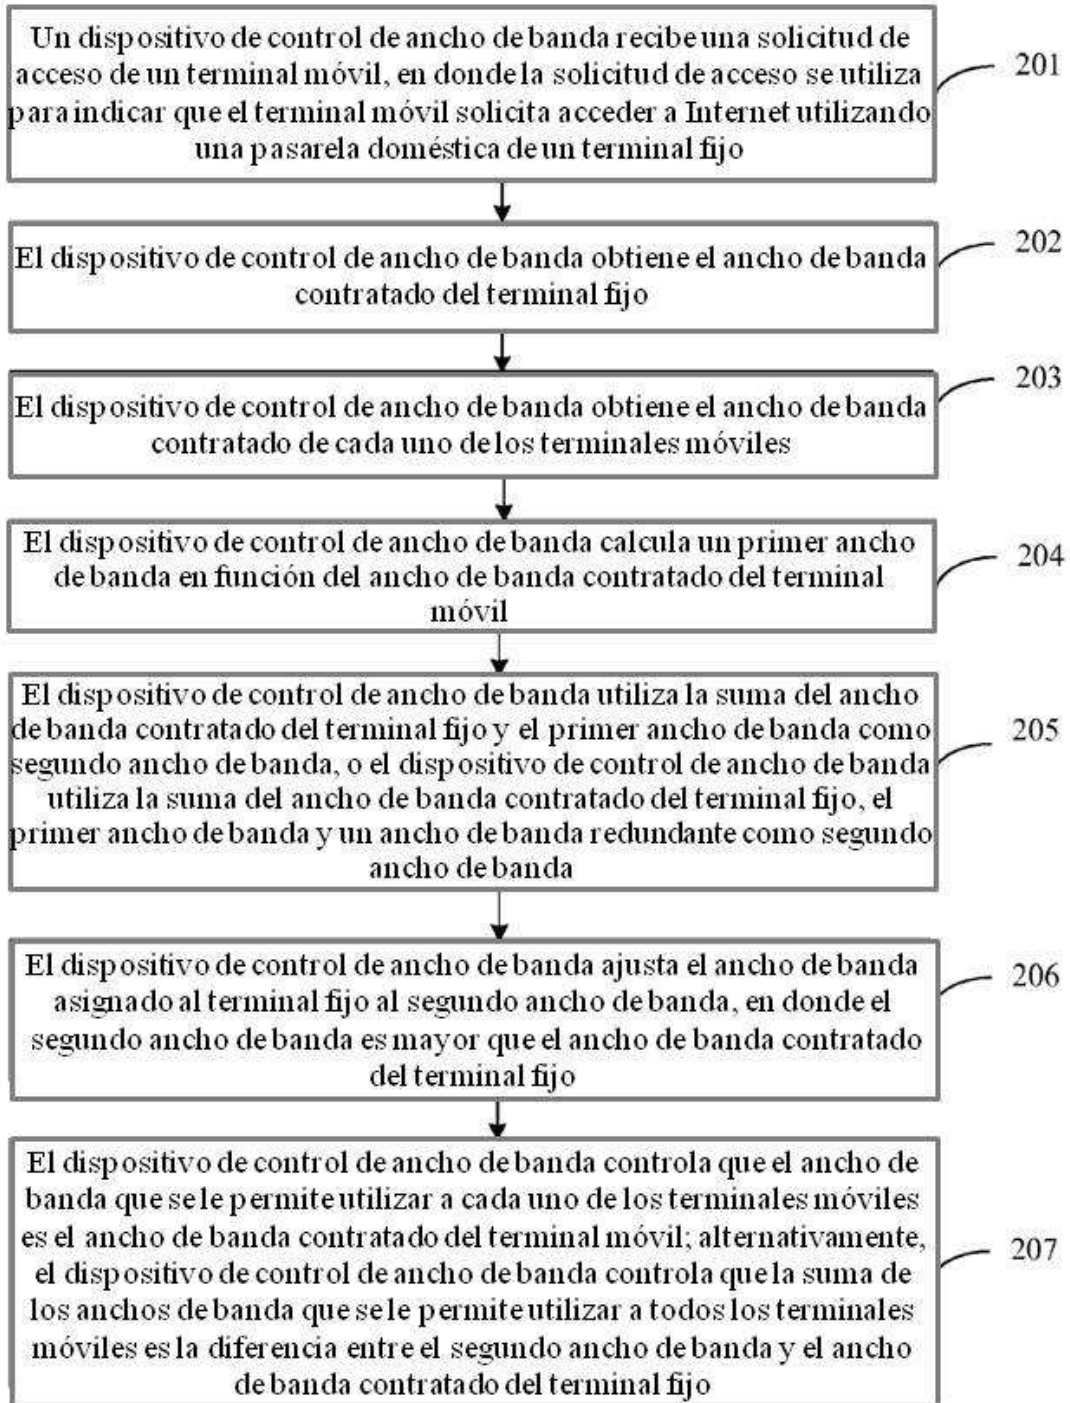 Un dispositivo de control de ancho de banda recibe una solicitud de
acceso de un terminal móvil, en donde la solicitud de acceso se utiliza
para indicar que el terminal móvil solicita acceder a Internet utilizando
una pasarela doméstica de un terminal fijo
201
El dispositivo de control de ancho de banda obtiene el ancho de banda
contratado del terminal fijo
202
El dispositivo de control de ancho de banda obtiene el ancho de banda
contratado de cada uno de los terminales móviles
203
El dispositivo de control de ancho de banda calcula un primer ancho
de banda en función del ancho de banda contratado del terminal
móvil
204
El dispositivo de control de ancho de banda utiliza la suma del ancho
de banda contratado del terminal fijo y el primer ancho de banda como
segundo ancho de banda, o el dispositivo de control de ancho de banda
utiliza la suma del ancho de banda contratado del terminal fijo, el
primer ancho de banda y un ancho de banda redundante como segundo
ancho de banda
205
El dispositivo de control de ancho de banda ajusta el ancho de banda
asignado al terminal fijo al segundo ancho de banda, en donde el
segundo ancho de banda es mayor que el ancho de banda contratado
del terminal fijo
206
El dispositivo de control de ancho de banda controla que el ancho de
banda que se le permite utilizar a cada uno de los terminales móviles
es el ancho de banda contratado del terminal móvil; alternativamente,
el dispositivo de control de ancho de banda controla que la suma de
los anchos de banda que se le permite utilizar a todos los terminales
móviles es la diferencia entre el segundo ancho de banda y el ancho
de banda contratado del terminal fijo
207